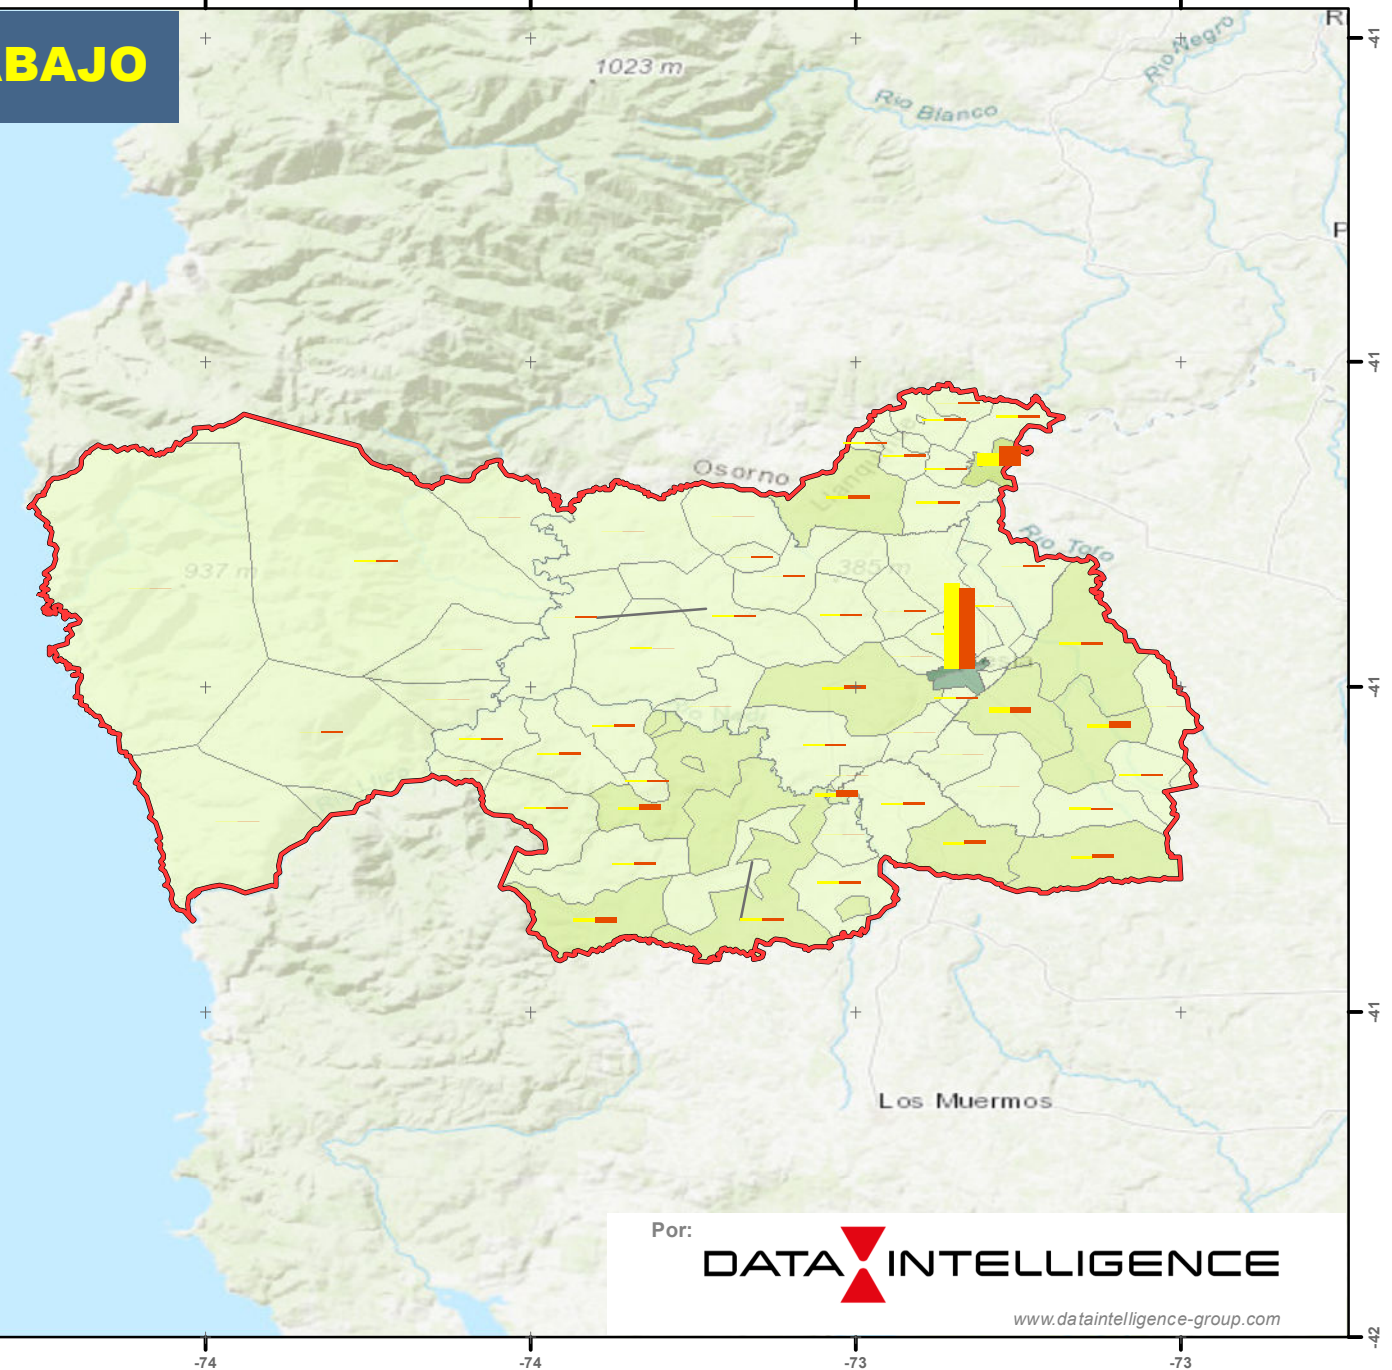 ABAJO
1023 m
Rio Negro
Rio Blanco
Osorno
937 m
385 m
Rio Toro
Los Muermos
Por:
DATA INTELLIGENCE
www.dataintelligence-group.com
-41
-41
-41
-41
-42
-74
-74
-73
-73